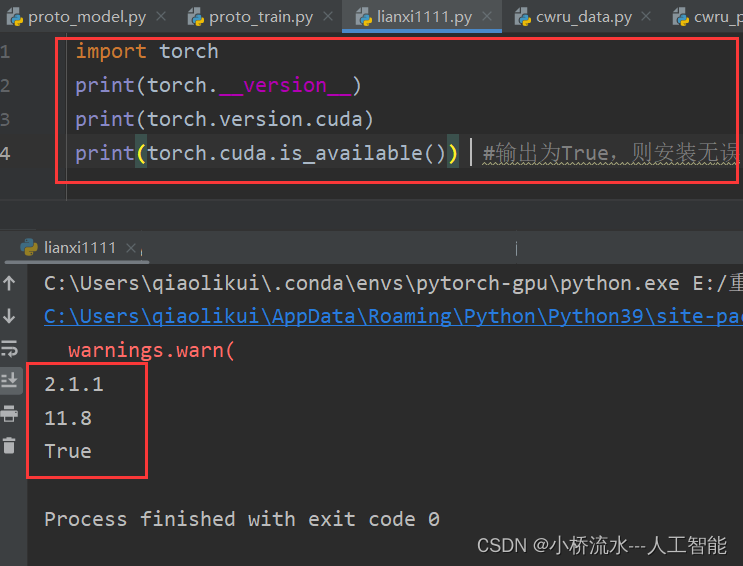 proto_model.py proto_train.py lianxi1111.py cwru_data.py cwru_p
1 import torch
2 print(torch.__version__)
3 print(torch.version.cuda)
4 print(torch.cuda.is_available()) #输出为True，则安装无误
lianxi1111
C:\Users\qiaolikui\.conda\envs\pytorch-gpu\python.exe E:/重
C:\Users\qiaolikui\AppData\Roaming\Python\Python39\site-pac
warnings.warn(
2.1.1
11.8
True
Process finished with exit code 0
CSDN @小桥流水---人工智能